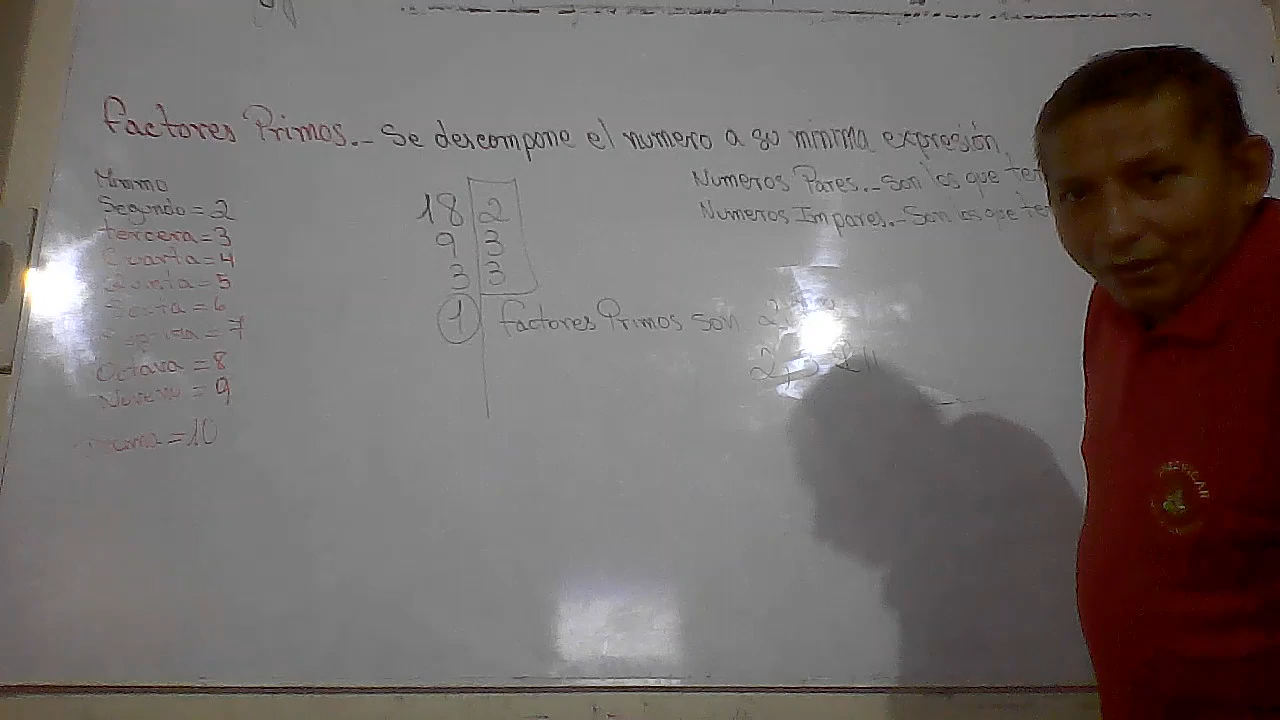 Factores Primos.- Se descompone el numero a su minima expresión.
Segundo = 2
tercera = 3
Cuarta = 4
Quinta = 5
Sexta = 6
= 7
Octava = 8
Noveno = 9
= 10
18 2
9 3
3 3
1 factores Primos son
Numeros Pares.- Son los que ter
Numeros Impares.- Son los que te